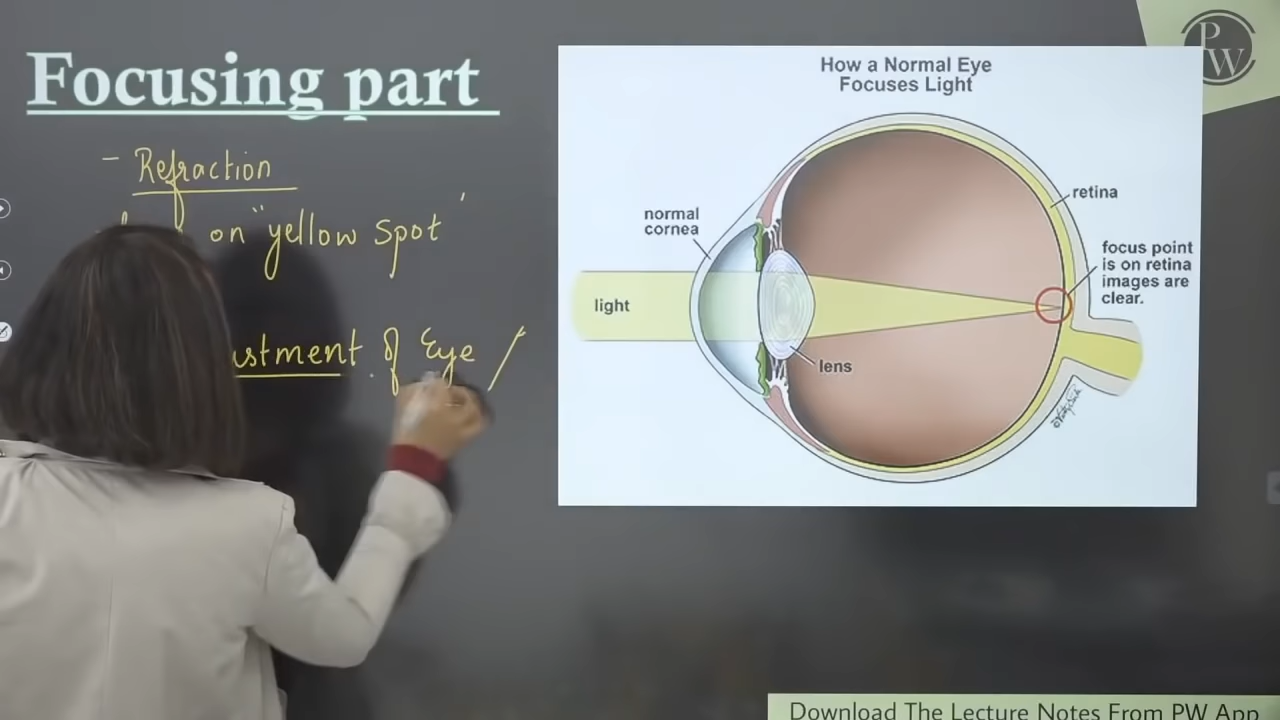 Focusing part
- Refraction
on "yellow spot"
ustment of Eye /
How a Normal Eye
Focuses Light
normal
cornea
light
lens
retina
focus point
is on retina
images are
clear.
PW
Download The Lecture Notes From PW App